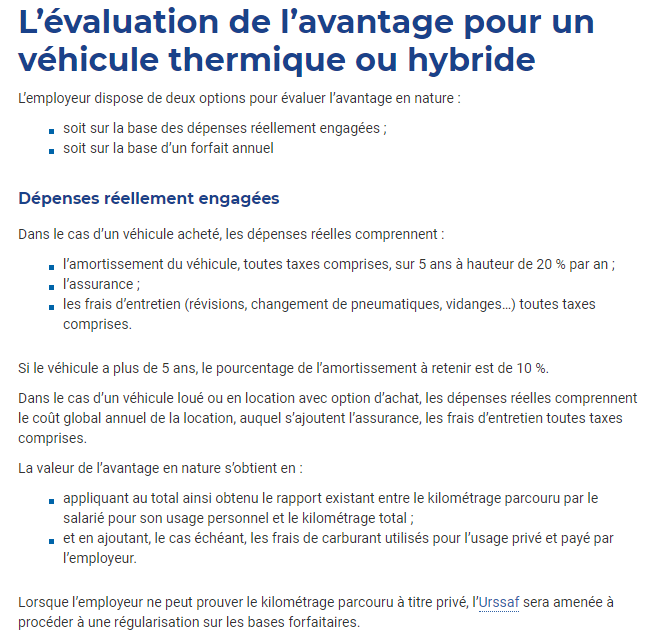 L’évaluation de l’avantage pour un
véhicule thermique ou hybride
L’employeur dispose de deux options pour évaluer l’avantage en nature :
soit sur la base des dépenses réellement engagées ;
soit sur la base d’un forfait annuel
Dépenses réellement engagées
Dans le cas d’un véhicule acheté, les dépenses réelles comprennent :
l’amortissement du véhicule, toutes taxes comprises, sur 5 ans à hauteur de 20 % par an ;
l’assurance ;
les frais d’entretien (révisions, changement de pneumatiques, vidanges…) toutes taxes
comprises.
Si le véhicule a plus de 5 ans, le pourcentage de l’amortissement à retenir est de 10 %.
Dans le cas d’un véhicule loué ou en location avec option d’achat, les dépenses réelles comprennent
le coût global annuel de la location, auquel s’ajoutent l’assurance, les frais d’entretien toutes taxes
comprises.
La valeur de l’avantage en nature s’obtient en :
appliquant au total ainsi obtenu le rapport existant entre le kilométrage parcouru par le
salarié pour son usage personnel et le kilométrage total ;
et en ajoutant, le cas échéant, les frais de carburant utilisés pour l’usage privé et payé par
l’employeur.
Lorsque l’employeur ne peut prouver le kilométrage parcouru à titre privé, l’Urssaf sera amenée à
procéder à une régularisation sur les bases forfaitaires.